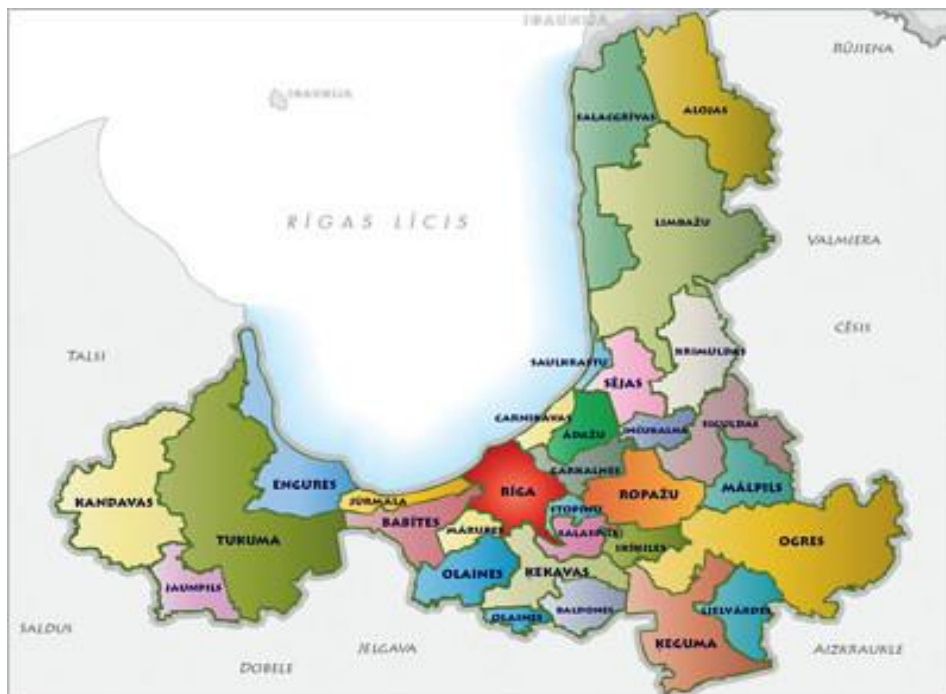 IGAUNIJA
RŪJIENA
IGAUNIJA
SALACGRĪVAS
ALOJAS
RĪGAS LĪCIS
LIMBAŽU
VALMIERA
CĒSIS
TALSI
SAULKRASTU
KRIMULDAS
SĒJAS
CARNIKAVAS
ĀDAŽU
INČUKALNA
SIGULDAS
GARKALNES
ENGURES
RĪGA
ROPAŽU
MĀLPILS
KANDAVAS
JŪRMALA
BABĪTES
STOPIŅU
MĀRUPES
SALASPILS
IKŠĶILES
TUKUMA
OGRES
JAUNPILS
OLAINES
ĶEKAVAS
LIELVĀRDES
OLAINES
BALDONES
SALDUS
JELGAVA
ĶEGUMA
AIZKRAUKLE
DOBELE